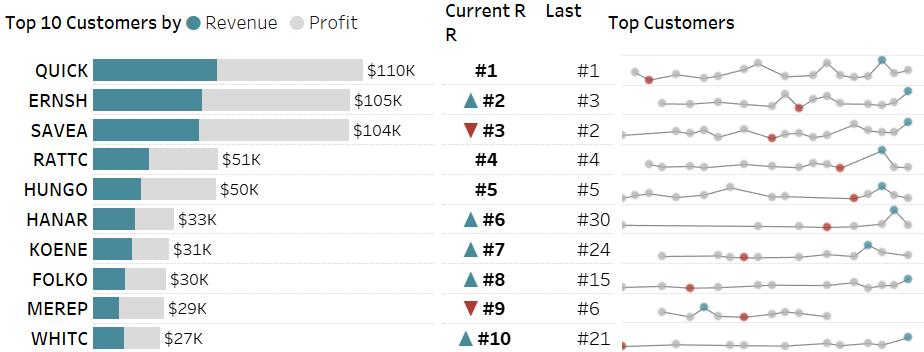 Top 10 Customers by Revenue Profit
Current R Last
R
Top Customers
QUICK $110K #1 #1
ERNSH $105K ▲ #2 #3
SAVEA $104K ▼ #3 #2
RATTC $51K #4 #4
HUNGO $50K #5 #5
HANAR $33K ▲ #6 #30
KOENE $31K ▲ #7 #24
FOLKO $30K ▲ #8 #15
MEREP $29K ▼ #9 #6
WHITC $27K ▲ #10 #21